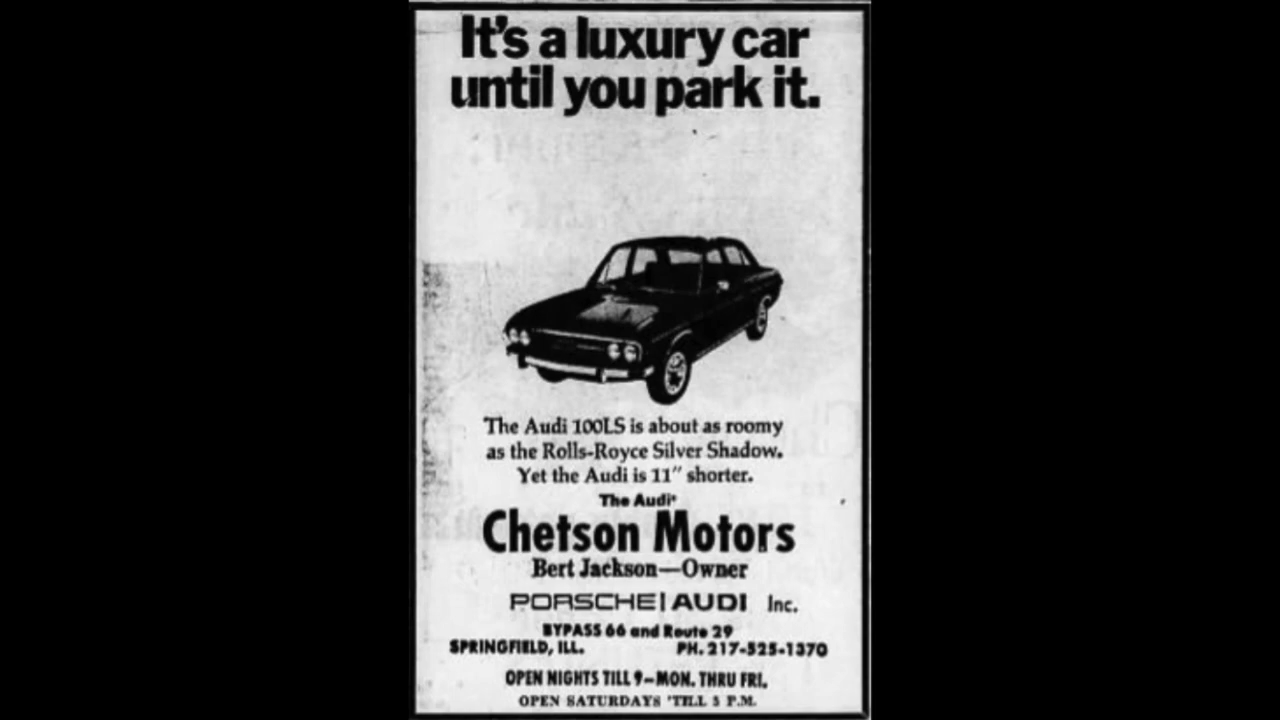 It's a luxury car
until you park it.
The Audi 100LS is about as roomy
as the Rolls-Royce Silver Shadow.
Yet the Audi is 11" shorter.
The Audi*
Chetson Motors
Bert Jackson—Owner
PORSCHE | AUDI Inc.
BYPASS 66 and Route 29
SPRINGFIELD, ILL. PH. 217-525-1370
OPEN NIGHTS TILL 9—MON. THRU FRI.
OPEN SATURDAYS 'TILL 5 P.M.